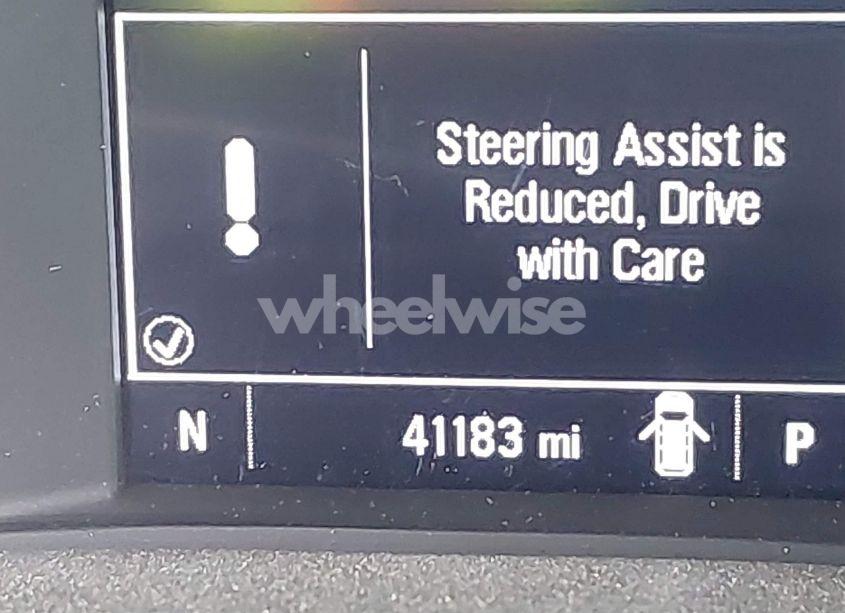 Steering Assist is
Reduced, Drive
with Care
wheelwise
N 41183 mi P